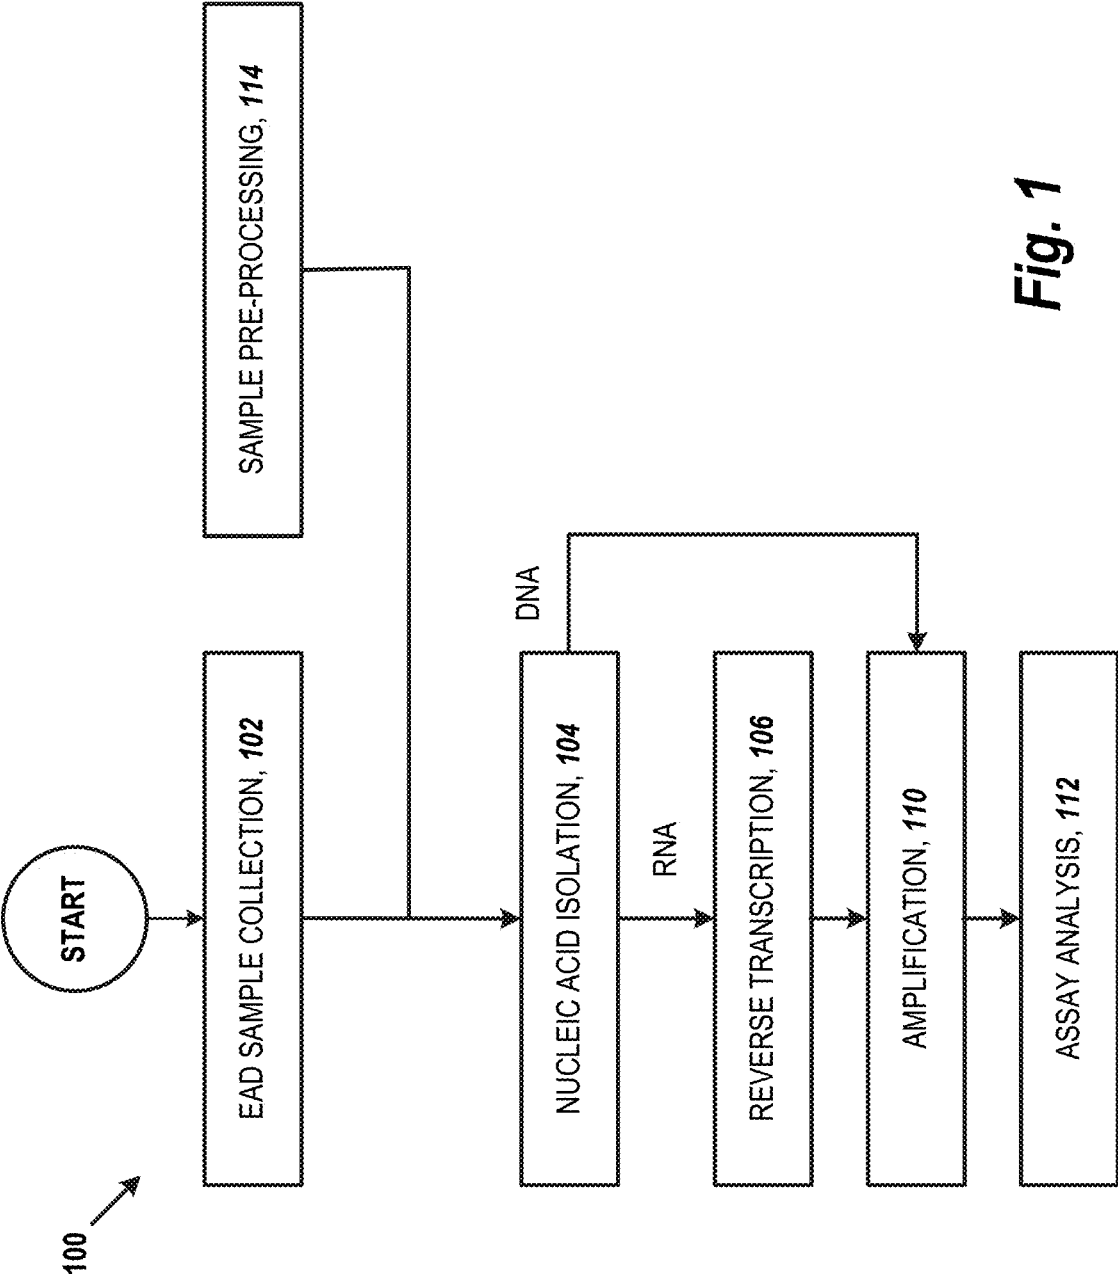 100
START
EAD SAMPLE COLLECTION, 102
SAMPLE PRE-PROCESSING, 114
NUCLEIC ACID ISOLATION, 104
DNA
RNA
REVERSE TRANSCRIPTION, 106
AMPLIFICATION, 110
ASSAY ANALYSIS, 112
Fig. 1